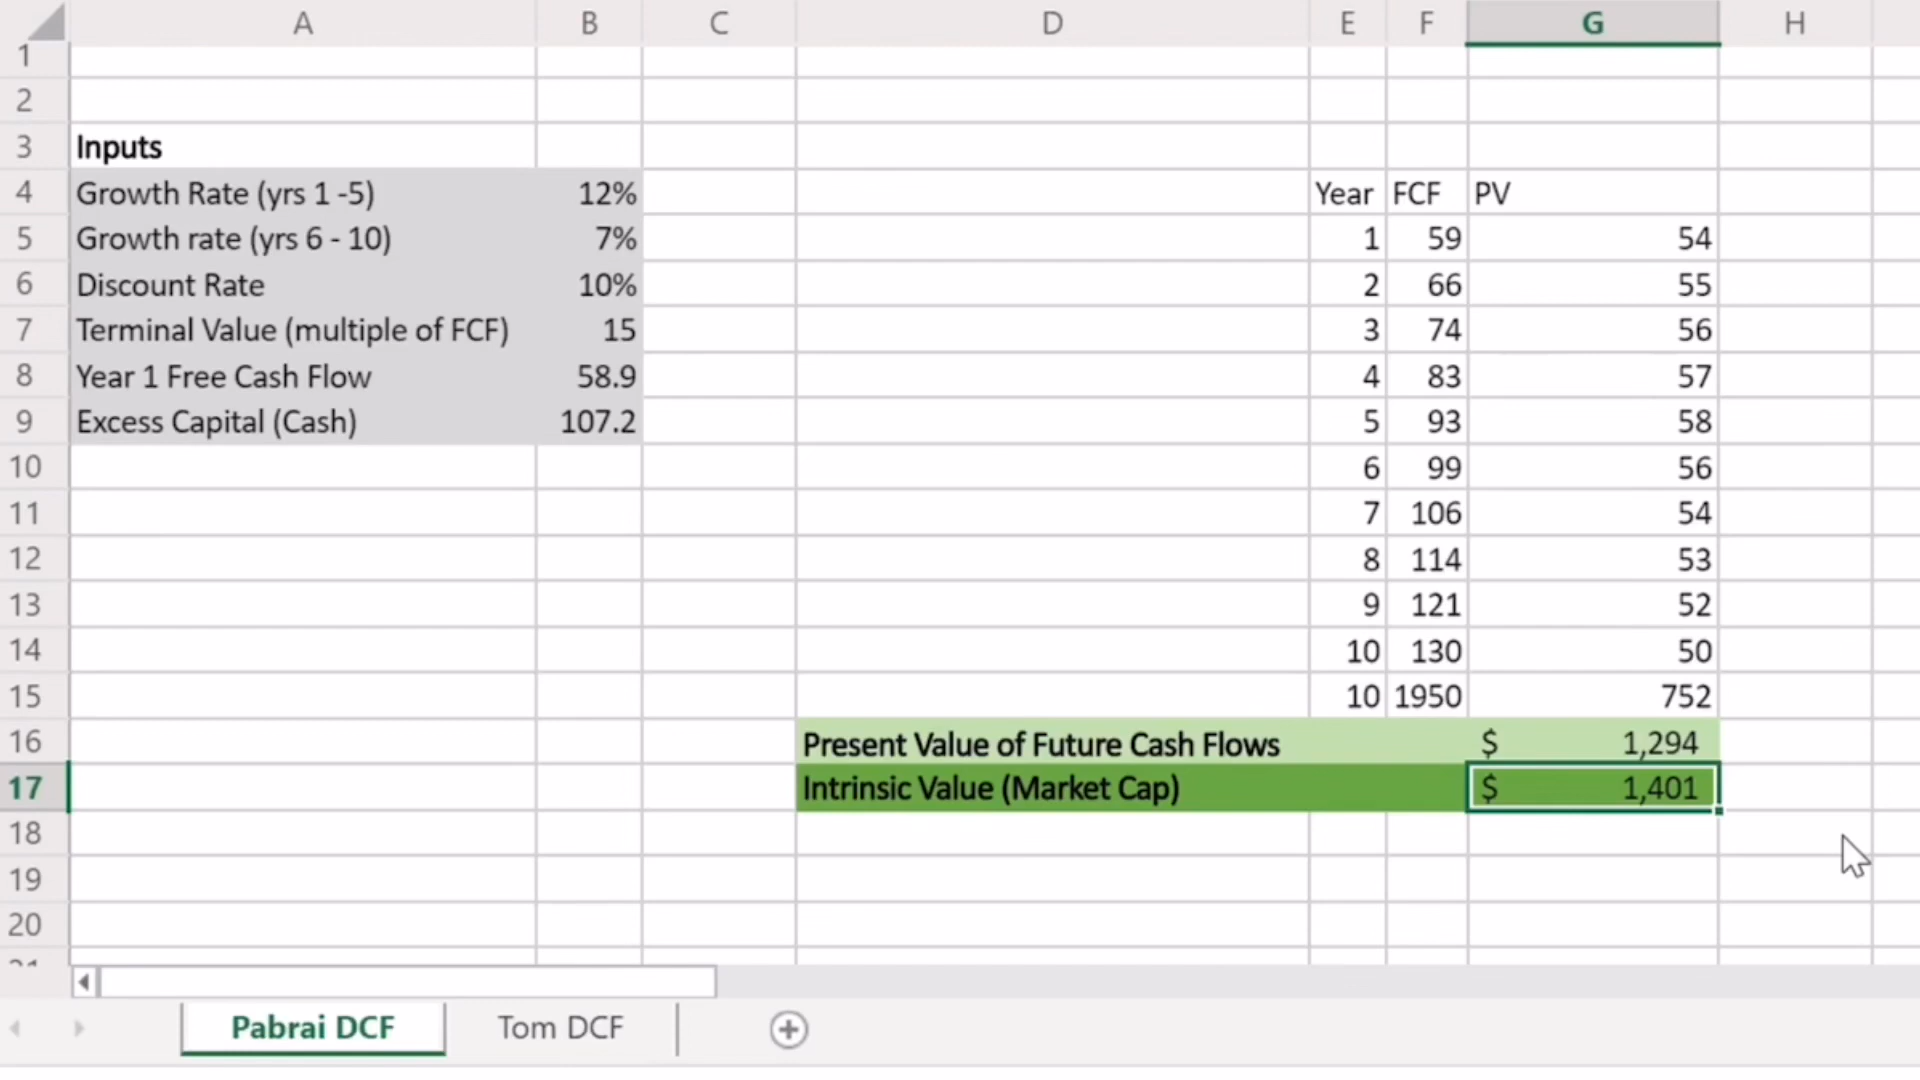 A B C D E F G H
1
2
3 Inputs
4 Growth Rate (yrs 1 -5) 12% Year FCF PV
5 Growth rate (yrs 6 - 10) 7% 1 59 54
6 Discount Rate 10% 2 66 55
7 Terminal Value (multiple of FCF) 15 3 74 56
8 Year 1 Free Cash Flow 58.9 4 83 57
9 Excess Capital (Cash) 107.2 5 93 58
10 6 99 56
11 7 106 54
12 8 114 53
13 9 121 52
14 10 130 50
15 10 1950 752
16 Present Value of Future Cash Flows $ 1,294
17 Intrinsic Value (Market Cap) $ 1,401
18
19
20
Pabrai DCF Tom DCF